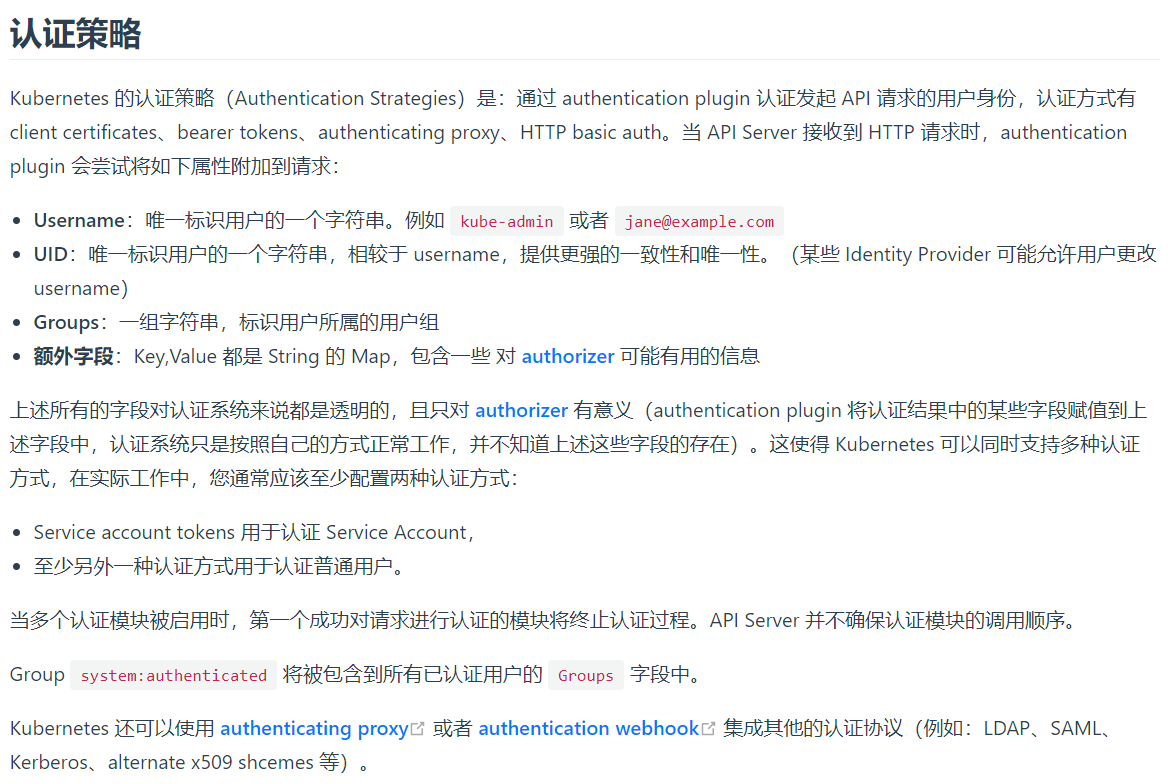 认证策略
Kubernetes 的认证策略（Authentication Strategies）是：通过 authentication plugin 认证发起 API 请求的用户身份，认证方式有
client certificates、bearer tokens、authenticating proxy、HTTP basic auth。当 API Server 接收到 HTTP 请求时，authentication
plugin 会尝试将如下属性附加到请求：
• Username：唯一标识用户的一个字符串。例如 kube-admin 或者 jane@example.com
• UID：唯一标识用户的一个字符串，相较于 username，提供更强的一致性和唯一性。（某些 Identity Provider 可能允许用户更改
username）
• Groups：一组字符串，标识用户所属的用户组
• 额外字段：Key,Value 都是 String 的 Map，包含一些 对 authorizer 可能有用的信息
上述所有的字段对认证系统来说都是透明的，且只对 authorizer 有意义（authentication plugin 将认证结果中的某些字段赋值到上
述字段中，认证系统只是按照自己的方式正常工作，并不知道上述这些字段的存在）。这使得 Kubernetes 可以同时支持多种认证
方式，在实际工作中，您通常应该至少配置两种认证方式：
• Service account tokens 用于认证 Service Account，
• 至少另外一种认证方式用于认证普通用户。
当多个认证模块被启用时，第一个成功对请求进行认证的模块将终止认证过程。API Server 并不确保认证模块的调用顺序。
Group system:authenticated 将被包含到所有已认证用户的 Groups 字段中。
Kubernetes 还可以使用 authenticating proxy 或者 authentication webhook 集成其他的认证协议（例如：LDAP、SAML、
Kerberos、alternate x509 shcemes 等）。